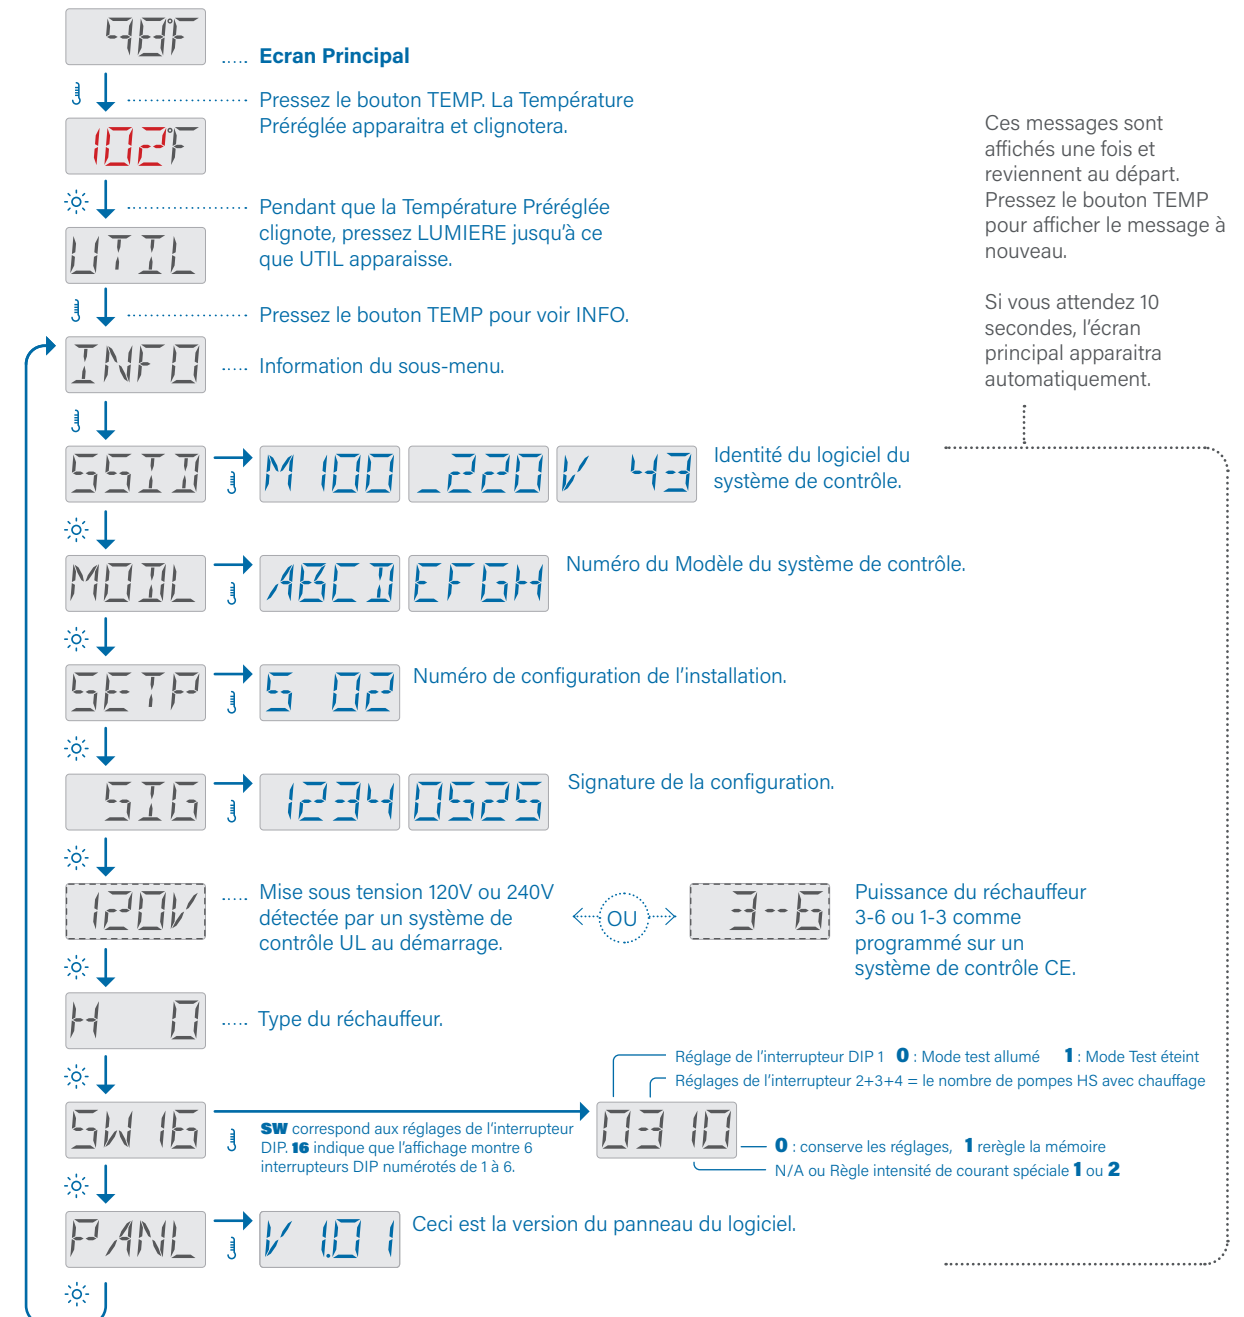 98°F
Ecran Principal
Pressez le bouton TEMP. La Température
Préréglée apparaitra et clignotera.
102°F
Ces messages sont
affichés une fois et
reviennent au départ.
Pressez le bouton TEMP
pour afficher le message à
nouveau.
Si vous attendez 10
secondes, l'écran
principal apparaitra
automatiquement.
Pendant que la Température Préréglée
clignote, pressez LUMIERE jusqu'à ce
que UTIL apparaisse.
UTIL
Pressez le bouton TEMP pour voir INFO.
INFO
Information du sous-menu.
SSID M100 _220 V 43
Identité du logiciel du
système de contrôle.
MODL ABCD EFGH
Numéro du Modèle du système de contrôle.
SETP S 02
Numéro de configuration de l'installation.
SIG 1234 0525
Signature de la configuration.
120V
Mise sous tension 120V ou 240V
détectée par un système de
contrôle UL au démarrage.
OU
3-6
Puissance du réchauffeur
3-6 ou 1-3 comme
programmé sur un
système de contrôle CE.
H 0
Type du réchauffeur.
Réglage de l'interrupteur DIP 1 0 : Mode test allumé 1 : Mode Test éteint
Réglages de l'interrupteur 2+3+4 = le nombre de pompes HS avec chauffage
SW 16
SW correspond aux réglages de l'interrupteur
DIP. 16 indique que l'affichage montre 6
interrupteurs DIP numérotés de 1 à 6.
0310
0 : conserve les réglages, 1 rerègle la mémoire
N/A ou Règle intensité de courant spéciale 1 ou 2
PANL V 1.01
Ceci est la version du panneau du logiciel.